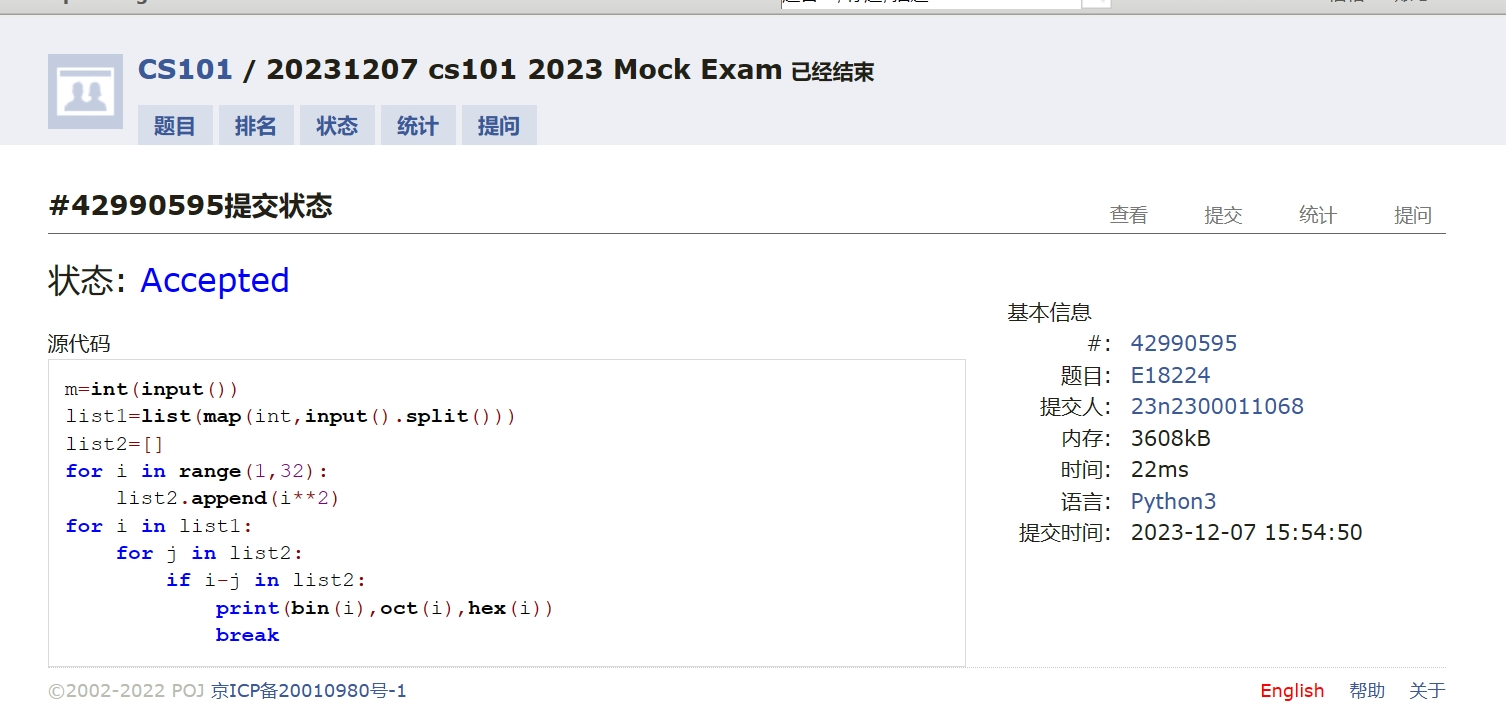 CS101 / 20231207 cs101 2023 Mock Exam 已经结束
题目 排名 状态 统计 提问
#42990595提交状态
查看 提交 统计 提问
状态: Accepted
源代码
m=int(input())
list1=list(map(int,input().split()))
list2=[]
for i in range(1,32):
    list2.append(i**2)
for i in list1:
    for j in list2:
        if i-j in list2:
            print(bin(i),oct(i),hex(i))
            break
基本信息
#: 42990595
题目: E18224
提交人: 23n2300011068
内存: 3608kB
时间: 22ms
语言: Python3
提交时间: 2023-12-07 15:54:50
©2002-2022 POJ 京ICP备20010980号-1
English 帮助 关于